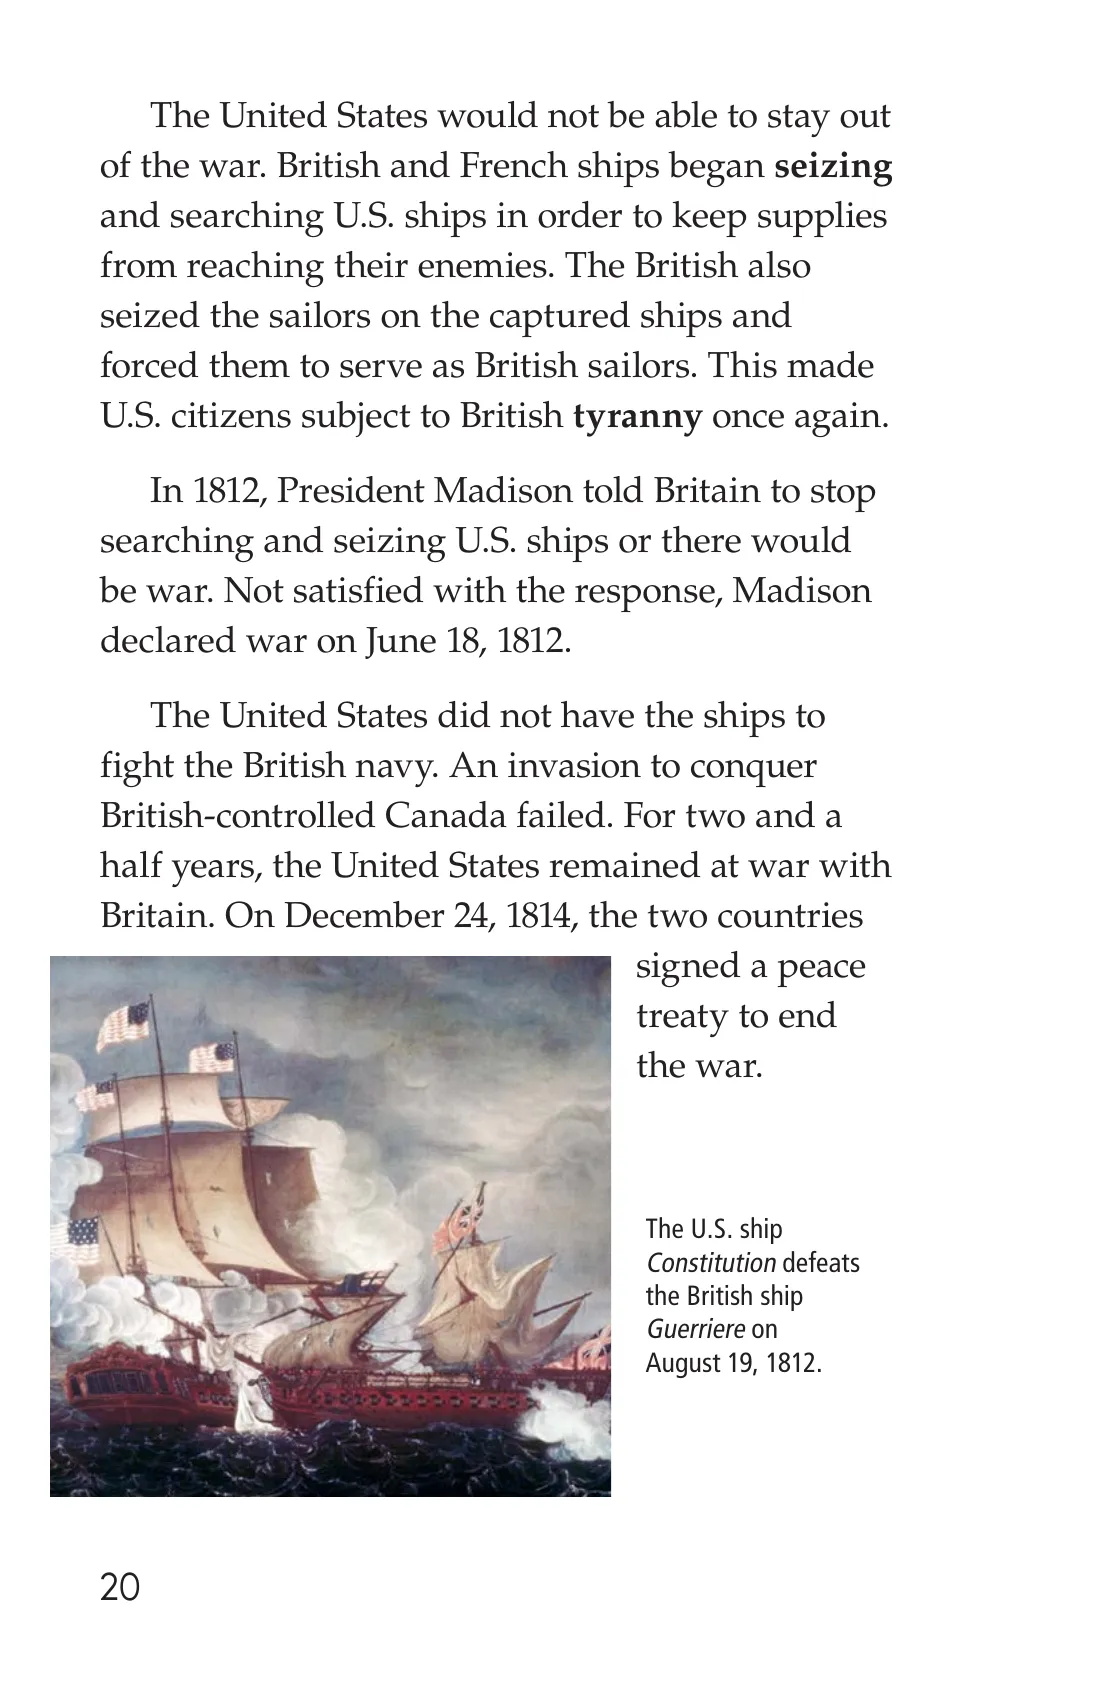 The United States would not be able to stay out
of the war. British and French ships began seizing
and searching U.S. ships in order to keep supplies
from reaching their enemies. The British also
seized the sailors on the captured ships and
forced them to serve as British sailors. This made
U.S. citizens subject to British tyranny once again.
In 1812, President Madison told Britain to stop
searching and seizing U.S. ships or there would
be war. Not satisfied with the response, Madison
declared war on June 18, 1812.
The United States did not have the ships to
fight the British navy. An invasion to conquer
British-controlled Canada failed. For two and a
half years, the United States remained at war with
Britain. On December 24, 1814, the two countries
signed a peace
treaty to end
the war.
The U.S. ship
Constitution defeats
the British ship
Guerriere on
August 19, 1812.
20